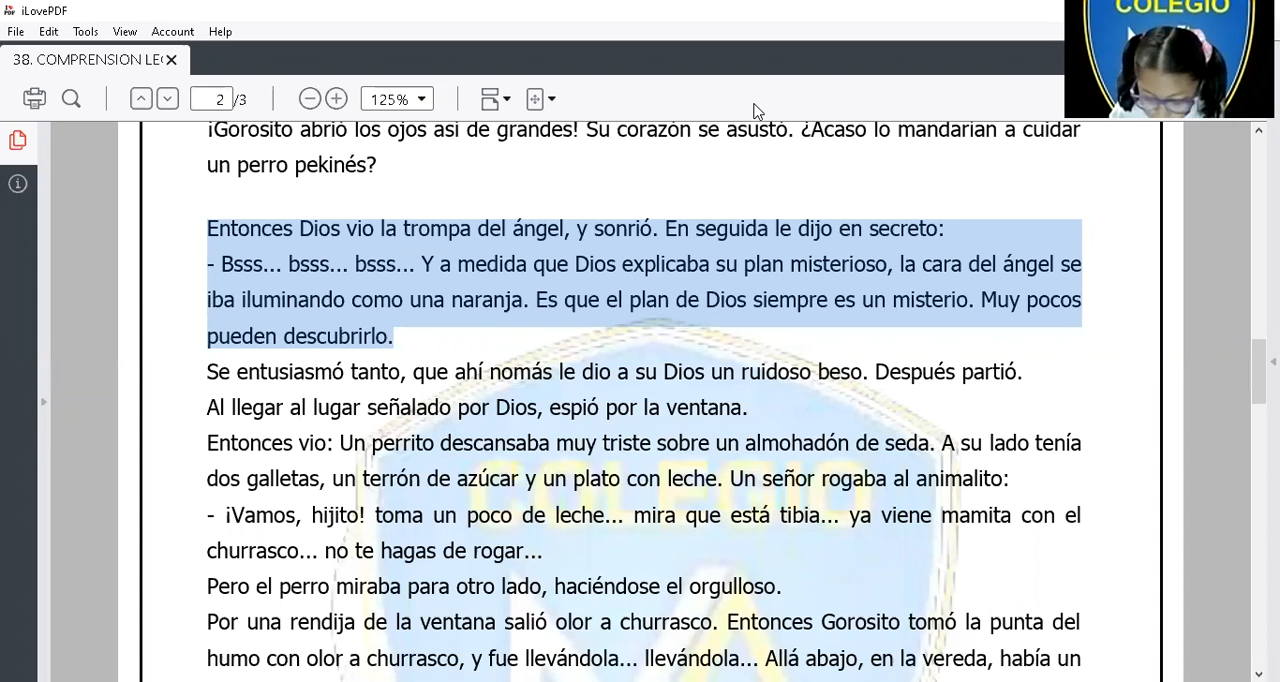 iLovePDF
File Edit Tools View Account Help
COLEGIO
38. COMPRENSION LE
2 /3
125%
¡Gorosito abrió los ojos así de grandes! Su corazón se asustó. ¿Acaso lo mandarían a cuidar
un perro pekinés?
Entonces Dios vio la trompa del ángel, y sonrió. En seguida le dijo en secreto:
- Bsss... bsss... bsss... Y a medida que Dios explicaba su plan misterioso, la cara del ángel se
iba iluminando como una naranja. Es que el plan de Dios siempre es un misterio. Muy pocos
pueden descubrirlo.
Se entusiasmó tanto, que ahí nomás le dio a su Dios un ruidoso beso. Después partió.
Al llegar al lugar señalado por Dios, espió por la ventana.
Entonces vio: Un perrito descansaba muy triste sobre un almohadón de seda. A su lado tenía
dos galletas, un terrón de azúcar y un plato con leche. Un señor rogaba al animalito:
- ¡Vamos, hijito! toma un poco de leche... mira que está tibia... ya viene mamita con el
churrasco... no te hagas de rogar...
Pero el perro miraba para otro lado, haciéndose el orgulloso.
Por una rendija de la ventana salió olor a churrasco. Entonces Gorosito tomó la punta del
humo con olor a churrasco, y fue llevándola... llevándola... Allá abajo, en la vereda, había un
COLEGIO